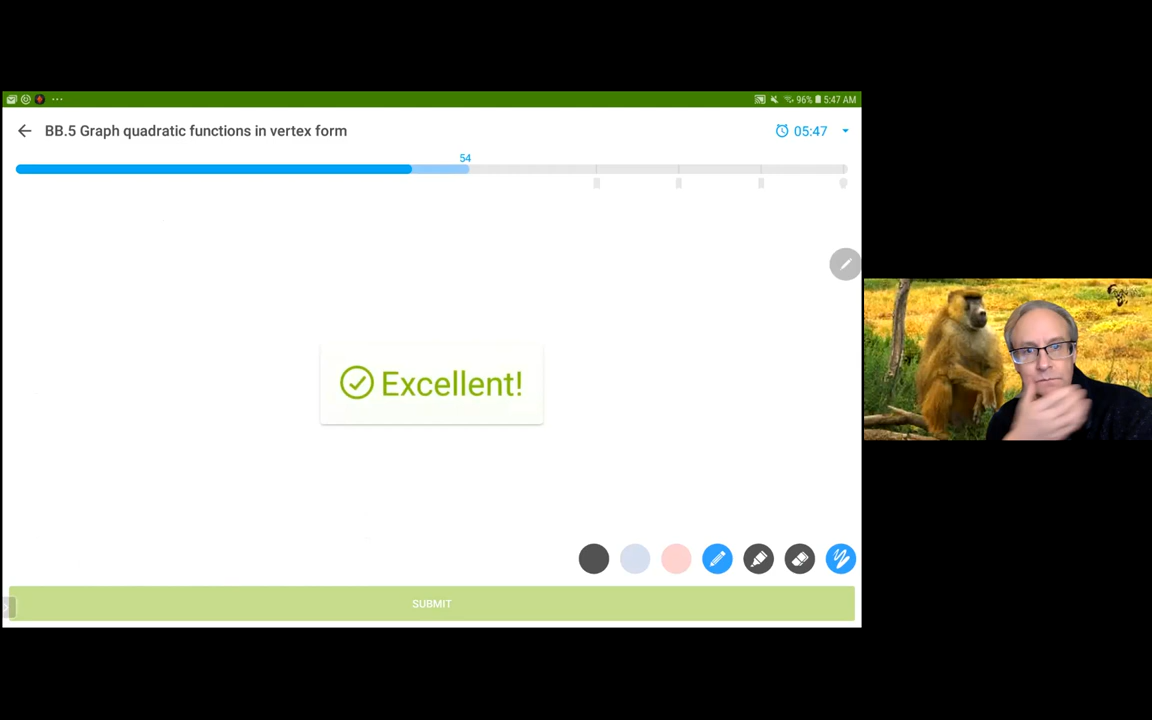 96% 5:47 AM
BB.5 Graph quadratic functions in vertex form
05:47
54
Excellent!
SUBMIT